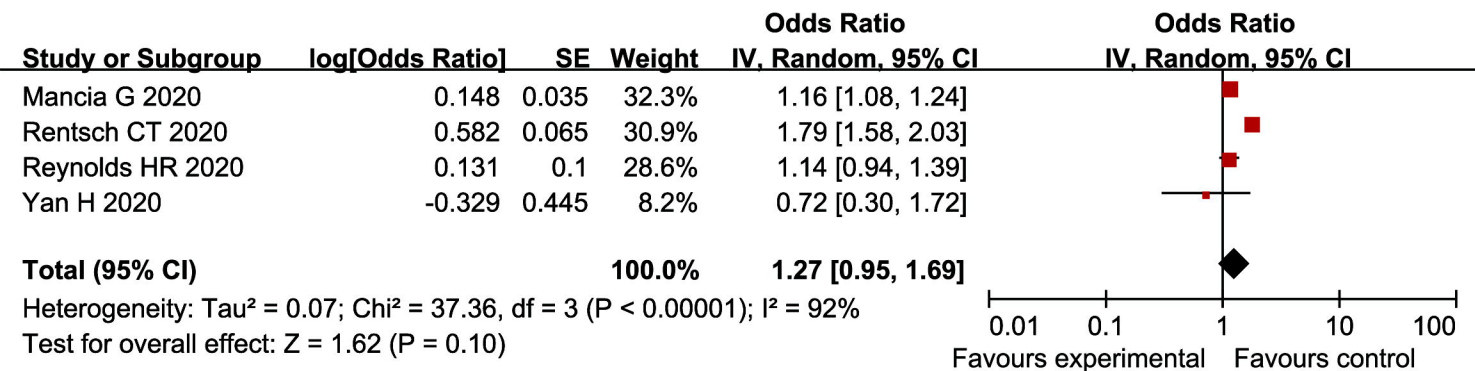 Odds Ratio Odds Ratio
Study or Subgroup log[Odds Ratio] SE Weight IV, Random, 95% CI IV, Random, 95% CI
Mancia G 2020 0.148 0.035 32.3% 1.16 [1.08, 1.24]
Rentsch CT 2020 0.582 0.065 30.9% 1.79 [1.58, 2.03]
Reynolds HR 2020 0.131 0.1 28.6% 1.14 [0.94, 1.39]
Yan H 2020 -0.329 0.445 8.2% 0.72 [0.30, 1.72]
Total (95% CI) 100.0% 1.27 [0.95, 1.69]
Heterogeneity: Tau² = 0.07; Chi² = 37.36, df = 3 (P < 0.00001); I² = 92%
Test for overall effect: Z = 1.62 (P = 0.10)
0.01 0.1 1 10 100
Favours experimental Favours control